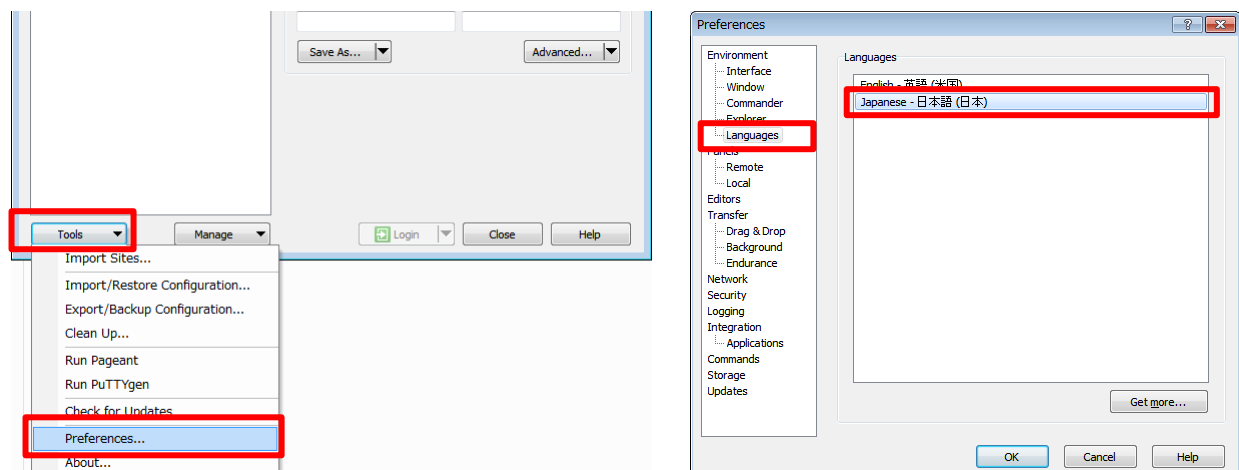 Save As...
Advanced...
Tools
Manage
Login
Close
Help
Import Sites...
Import/Restore Configuration...
Export/Backup Configuration...
Clean Up...
Run Pageant
Run PuTTYgen
Check for Updates
Preferences...
About...
Preferences
Environment
Interface
Window
Commander
Explorer
Languages
Panels
Remote
Local
Editors
Transfer
Drag & Drop
Background
Endurance
Network
Security
Logging
Integration
Applications
Commands
Storage
Updates
Languages
English - 英語 (米国)
Japanese - 日本語 (日本)
Get more...
OK
Cancel
Help